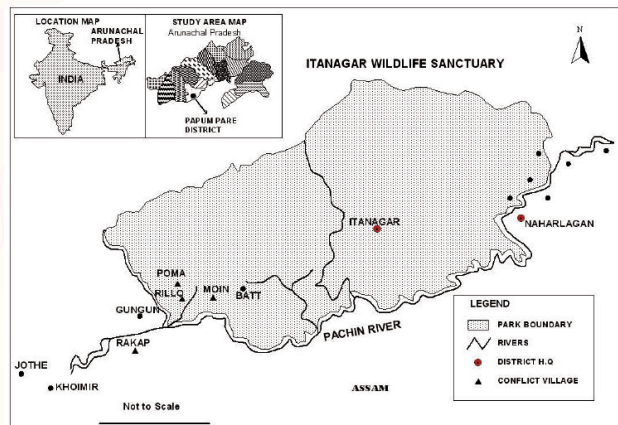 LOCATION MAP
ARUNACHAL
PRADESH
INDIA
STUDY AREA MAP
Arunachal Pradesh
PAPUM PARE
DISTRICT
N
ITANAGAR WILDLIFE SANCTUARY
ITANAGAR
NAHARLAGAN
POMA
RILLO
MOIN
BATT
GUNGUN
PACHIN RIVER
RAKAP
JOTHE
KHOIMIR
ASSAM
Not to Scale
LEGEND
PARK BOUNDARY
RIVERS
DISTRICT H.Q
CONFLICT VILLAGE